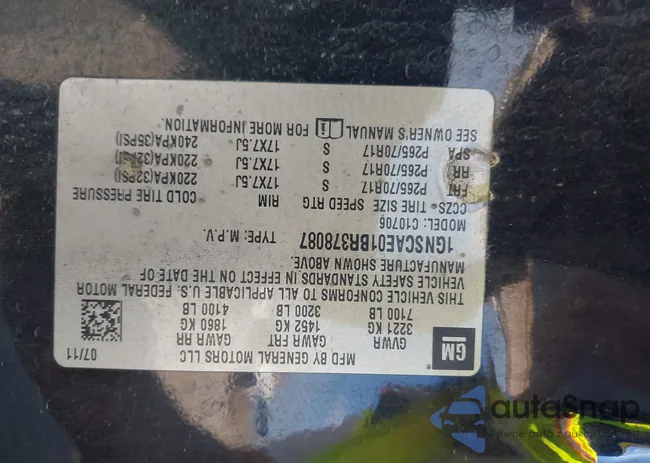 MFD BY GENERAL MOTORS LLC 07/11
GM
GVWR GAWR FRT GAWR RR
3221 KG 1452 KG 1860 KG
7100 LB 3200 LB 4100 LB
THIS VEHICLE CONFORMS TO ALL APPLICABLE U.S. FEDERAL MOTOR
VEHICLE SAFETY STANDARDS IN EFFECT ON THE DATE OF
MANUFACTURE SHOWN ABOVE.
1GNSCAE01BR378087 TYPE: M.P.V.
MODEL: C10706
CCZS- TIRE SIZE SPEED RTG RIM COLD TIRE PRESSURE
FRT P265/70R17 S 17X7.5J 220KPA(32PSI)
RR P265/70R17 S 17X7.5J 220KPA(32PSI)
SPA P265/70R17 S 17X7.5J 240KPA(35PSI)
SEE OWNER'S MANUAL FOR MORE INFORMATION.
autoSnap
Pewne auto z aukcji